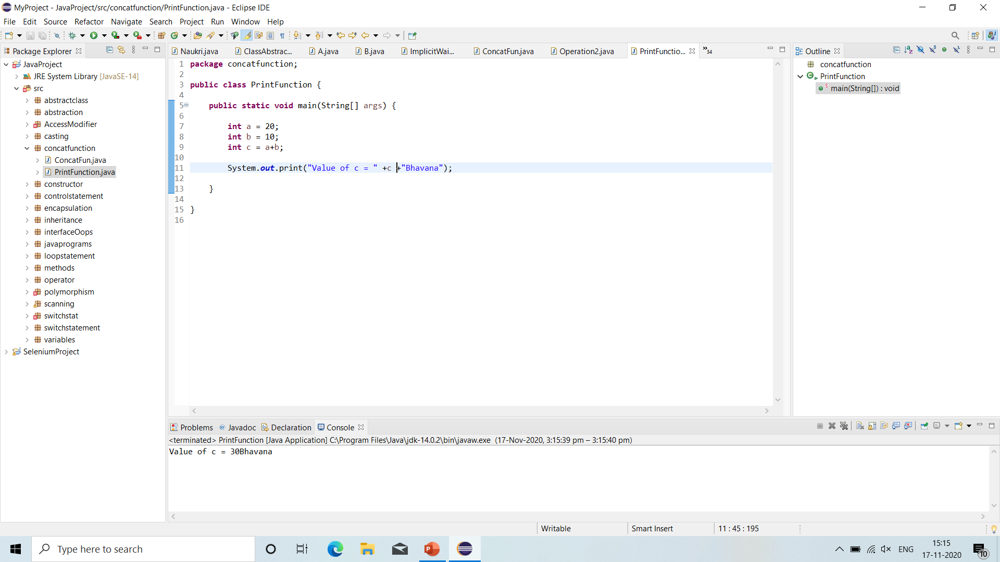 MyProject - JavaProject/src/concatfunction/PrintFunction.java - Eclipse IDE
File Edit Source Refactor Navigate Search Project Run Window Help
Package Explorer
JavaProject
JRE System Library [JavaSE-14]
src
abstractclass
abstraction
AccessModifier
casting
concatfunction
ConcatFun.java
PrintFunction.java
constructor
controlstatement
encapsulation
inheritance
interfaceOops
javaprograms
loopstatement
methods
operator
polymorphism
scanning
switchstat
switchstatement
variables
SeleniumProject
Naukri.java ClassAbstrac... A.java B.java ImplicitWai... ConcatFun.java Operation2.java PrintFunctio... »34
1 package concatfunction;
2
3 public class PrintFunction {
4
5 public static void main(String[] args) {
6
7 int a = 20;
8 int b = 10;
9 int c = a+b;
10
11 System.out.print("Value of c = " +c +"Bhavana");
12
13 }
14
15 }
16
Outline
concatfunction
PrintFunction
main(String[]) : void
Problems @ Javadoc Declaration Console
<terminated> PrintFunction [Java Application] C:\Program Files\Java\jdk-14.0.2\bin\javaw.exe (17-Nov-2020, 3:15:39 pm – 3:15:40 pm)
Value of c = 30Bhavana
Writable Smart Insert 11 : 45 : 195
Type here to search
ENG
15:15
17-11-2020
10